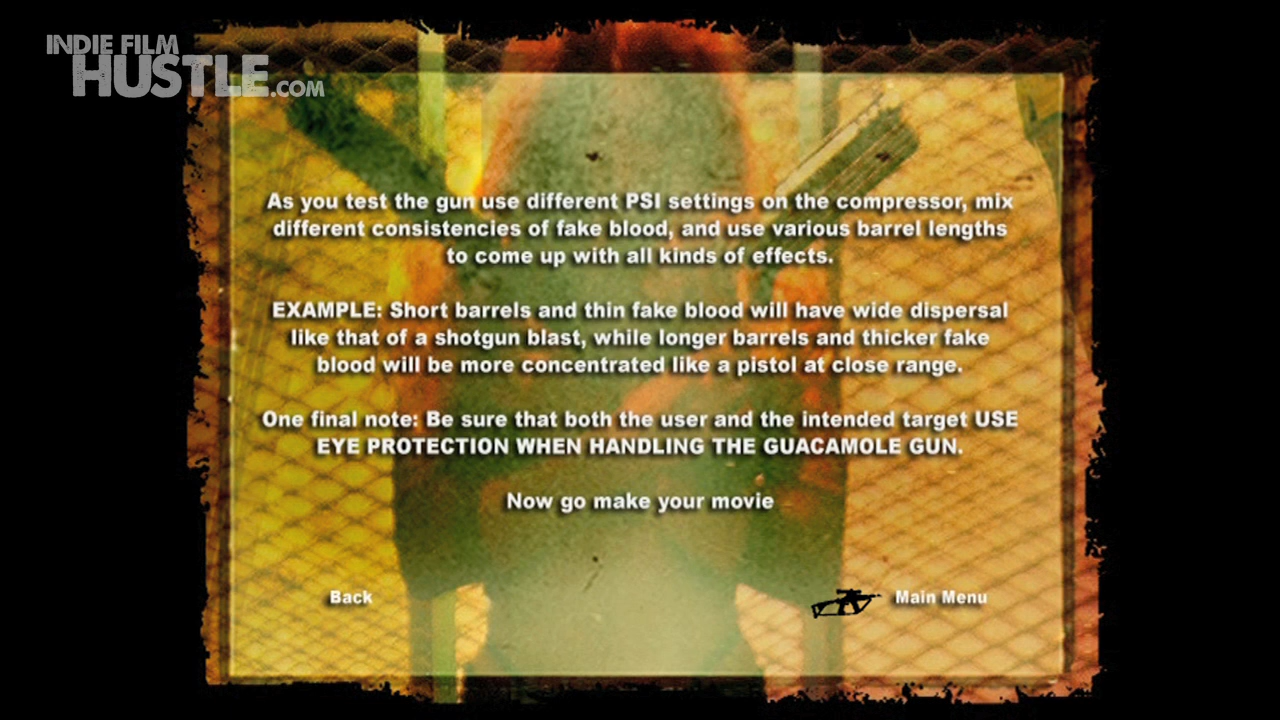 INDIE FILM
HUSTLE.COM
As you test the gun use different PSI settings on the compressor, mix
different consistencies of fake blood, and use various barrel lengths
to come up with all kinds of effects.
EXAMPLE: Short barrels and thin fake blood will have wide dispersal
like that of a shotgun blast, while longer barrels and thicker fake
blood will be more concentrated like a pistol at close range.
One final note: Be sure that both the user and the intended target USE
EYE PROTECTION WHEN HANDLING THE GUACAMOLE GUN.
Now go make your movie
Back
Main Menu